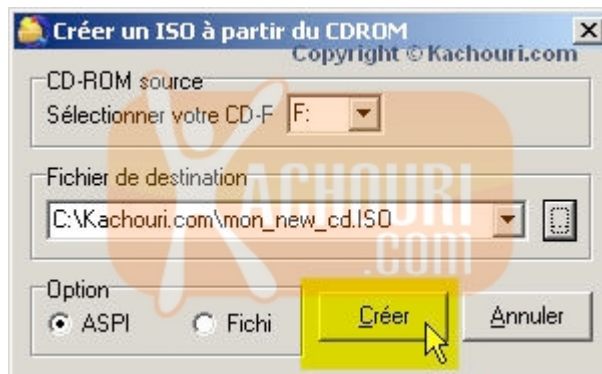 Créer un ISO à partir du CDROM
Copyright © Kachouri.com
CD-ROM source
Sélectionner votre CD-F F:
Fichier de destination
KACHOURI
.com
C:\Kachouri.com\mon_new_cd.ISO
Option
ASPI Fichi Créer Annuler